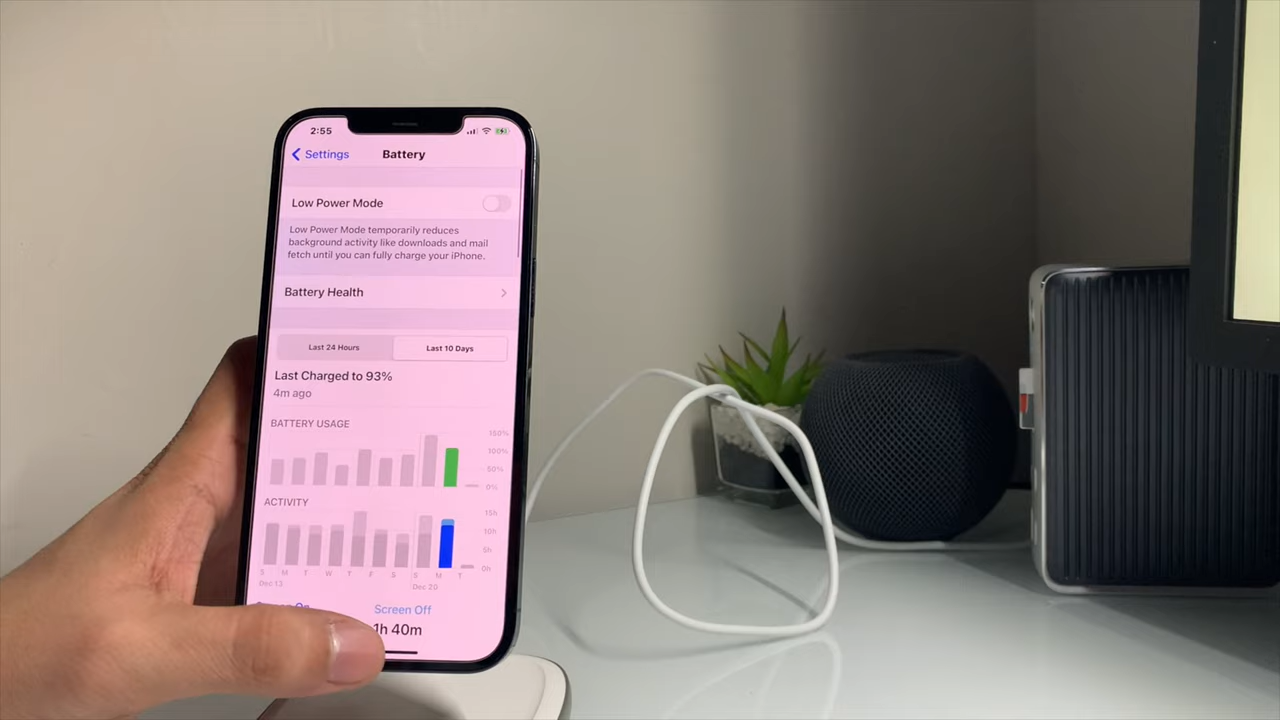 2:55
Settings
Battery
Low Power Mode
Low Power Mode temporarily reduces
background activity like downloads and mail
fetch until you can fully charge your iPhone.
Battery Health
Last 24 Hours
Last 10 Days
Last Charged to 93%
4m ago
BATTERY USAGE
150%
100%
50%
0%
ACTIVITY
15h
10h
5h
0h
S M T W T F S S M T
Dec 13
Dec 20
Screen Off
1h 40m